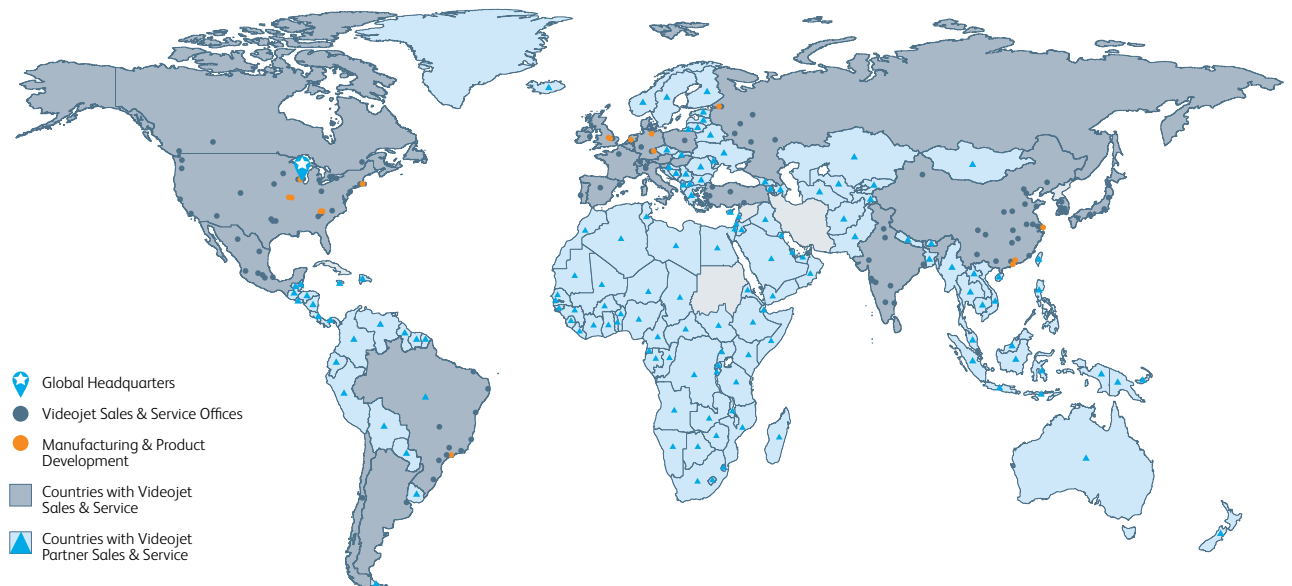 Global Headquarters
Videojet Sales & Service Offices
Manufacturing & Product
Development
Countries with Videojet
Sales & Service
Countries with Videojet
Partner Sales & Service